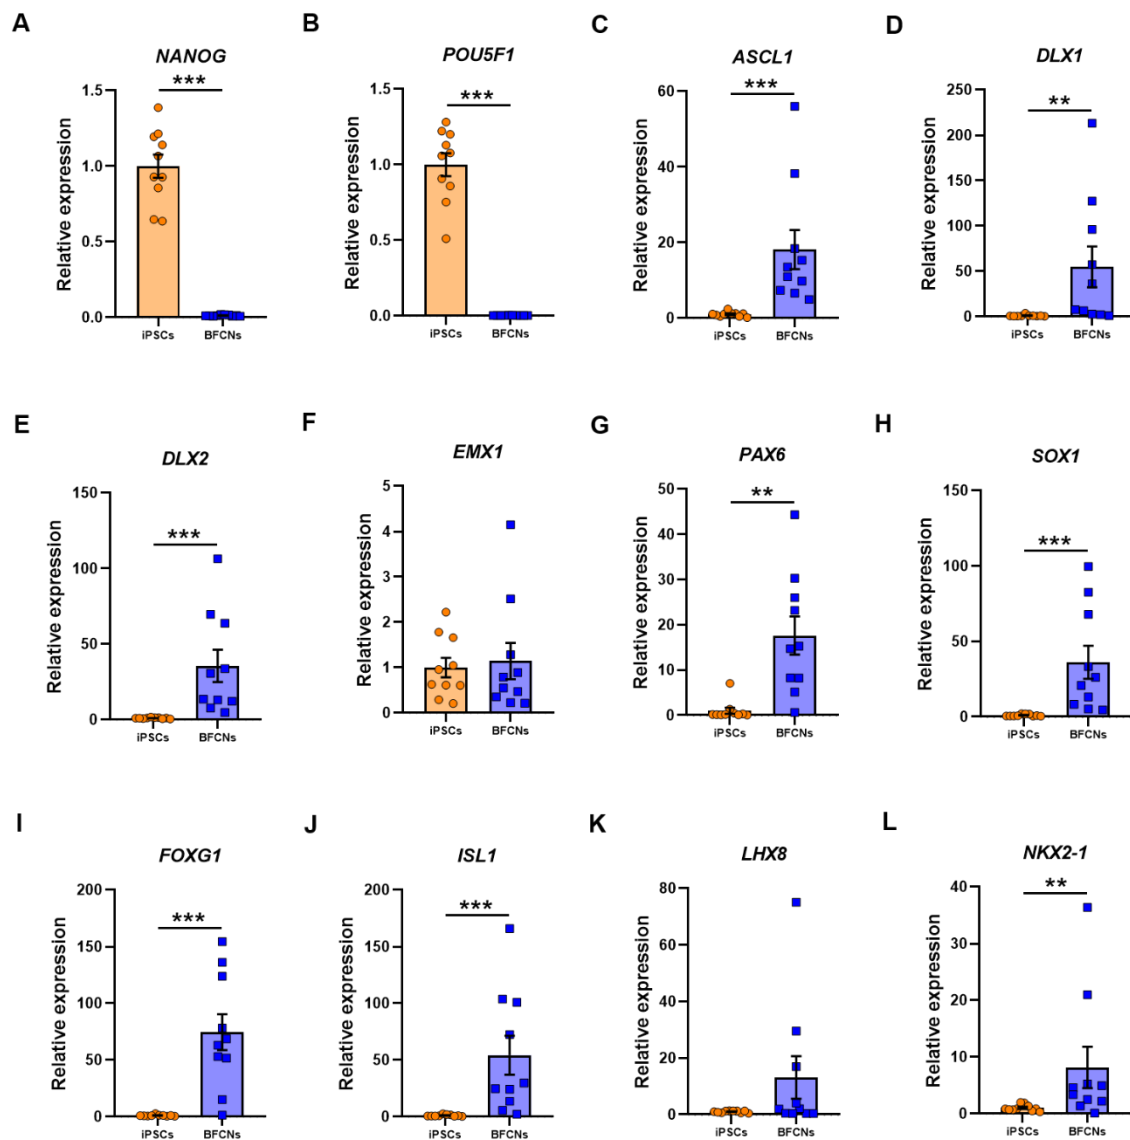 A
NANOG
***
Relative expression
1.5
1.0
0.5
0.0
iPSCs
BFCNs
B
POU5F1
***
Relative expression
1.5
1.0
0.5
0.0
iPSCs
BFCNs
C
ASCL1
***
Relative expression
60
40
20
0
iPSCs
BFCNs
D
DLX1
**
Relative expression
250
200
150
100
50
0
iPSCs
BFCNs
E
DLX2
***
Relative expression
150
100
50
0
iPSCs
BFCNs
F
EMX1
Relative expression
5
4
3
2
1
0
iPSCs
BFCNs
G
PAX6
**
Relative expression
50
40
30
20
10
0
iPSCs
BFCNs
H
SOX1
***
Relative expression
150
100
50
0
iPSCs
BFCNs
I
FOXG1
***
Relative expression
200
150
100
50
0
iPSCs
BFCNs
J
ISL1
***
Relative expression
200
150
100
50
0
iPSCs
BFCNs
K
LHX8
Relative expression
80
60
40
20
0
iPSCs
BFCNs
L
NKX2-1
**
Relative expression
40
30
20
10
0
iPSCs
BFCNs